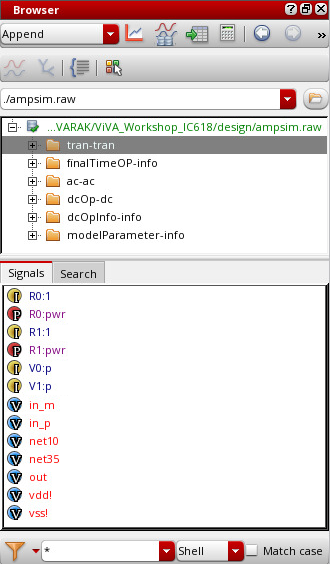 Browser
Append
»
./ampsim.raw
...VARAK/ViVA_Workshop_IC618/design/ampsim.raw
tran-tran
finalTimeOP-info
ac-ac
dcOp-dc
dcOpInfo-info
modelParameter-info
Signals Search
I R0:1
P R0:pwr
I R1:1
P R1:pwr
I V0:p
I V1:p
V in_m
V in_p
V net10
V net35
V out
V vdd!
V vss!
* Shell Match case